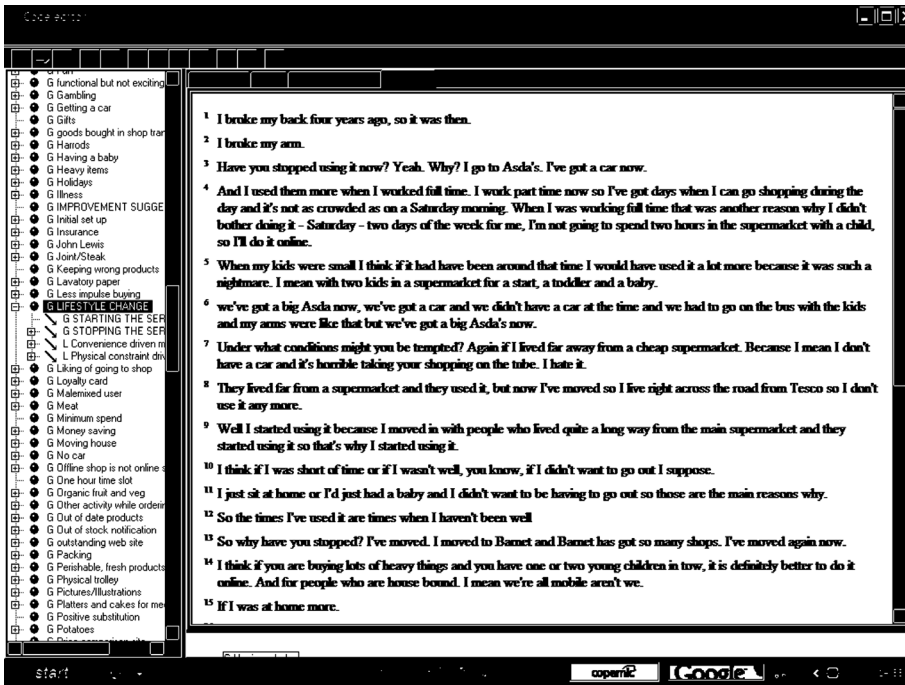 Code editor
G Fun
G functional but not exciting
G Gambling
G Getting a car
G Gifts
G goods bought in shop tran
G Harrods
G Having a baby
G Heavy items
G Holidays
G Illness
G IMPROVEMENT SUGGE
G Initial set up
G Insurance
G John Lewis
G Joint/Steak
G Keeping wrong products
G Lavatory paper
G Less impulse buying
G LIFESTYLE CHANGE
G STARTING THE SER
G STOPPING THE SER
L Convenience driven m
L Physical constraint driv
G Liking of going to shop
G Loyalty card
G Malemixed user
G Meat
G Minimum spend
G Money saving
G Moving house
G No car
G Offline shop is not online s
G One hour time slot
G Organic fruit and veg
G Other activity while orderin
G Out of date products
G Out of stock notification
G outstanding web site
G Packing
G Perishable, fresh products
G Physical trolley
G Pictures/Illustrations
G Platters and cakes for me
G Positive substitution
G Potatoes
1 I broke my back four years ago, so it was then.
2 I broke my arm.
3 Have you stopped using it now? Yeah. Why? I go to Asda's. I've got a car now.
4 And I used them more when I worked full time. I work part time now so I've got days when I can go shopping during the
day and it's not as crowded as on a Saturday morning. When I was working full time that was another reason why I didn't
bother doing it - Saturday - two days of the week for me, I'm not going to spend two hours in the supermarket with a child,
so I'll do it online.
5 When my kids were small I think if it had have been around that time I would have used it a lot more because it was such a
nightmare. I mean with two kids in a supermarket for a start, a toddler and a baby.
6 we've got a big Asda now, we've got a car and we didn't have a car at the time and we had to go on the bus with the kids
and my arms were like that but we've got a big Asda's now.
7 Under what conditions might you be tempted? Again if I lived far away from a cheap supermarket. Because I mean I don't
have a car and it's horrible taking your shopping on the tube. I hate it.
8 They lived far from a supermarket and they used it, but now I've moved so I live right across the road from Tesco so I don't
use it any more.
9 Well I started using it because I moved in with people who lived quite a long way from the main supermarket and they
started using it so that's why I started using it.
10 I think if I was short of time or if I wasn't well, you know, if I didn't want to go out I suppose.
11 I just sit at home or I'd just had a baby and I didn't want to be having to go out so those are the main reasons why.
12 So the times I've used it are times when I haven't been well
13 So why have you stopped? I've moved. I moved to Barnet and Barnet has got so many shops. I've moved again now.
14 I think if you are buying lots of heavy things and you have one or two young children in tow, it is definitely better to do it
online. And for people who are house bound. I mean we're all mobile aren't we.
15 If I was at home more.
start
copernic
Google